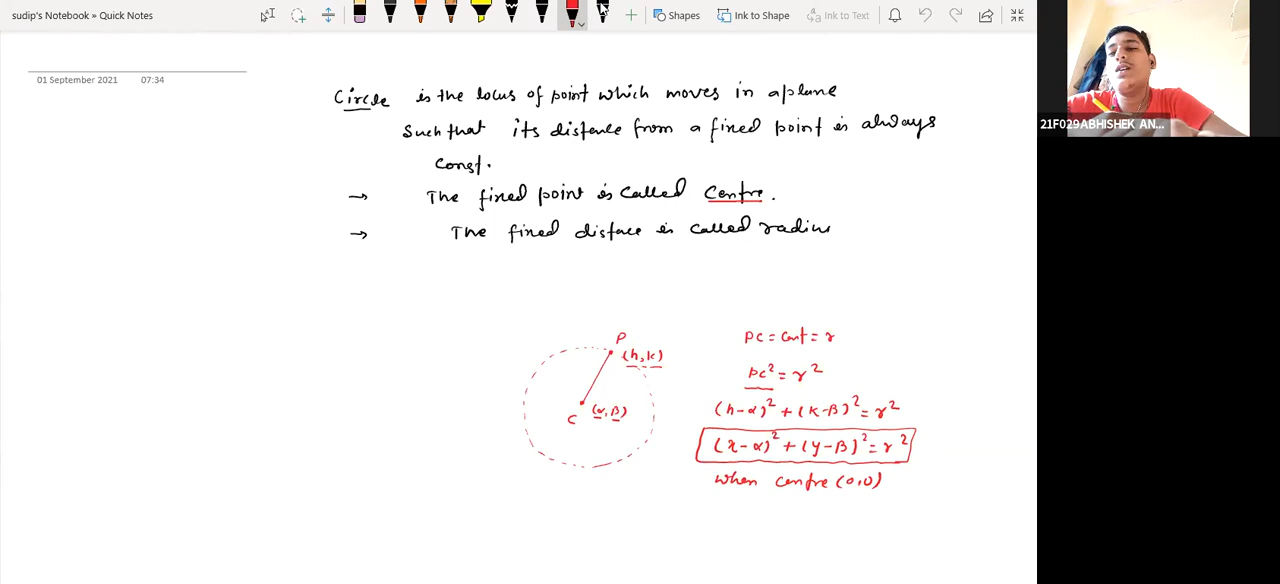 sudip's Notebook » Quick Notes
Shapes
Ink to Shape
Ink to Text
01 September 2021 07:34
Circle is the locus of point which moves in a plane
Such that its distance from a fixed point is always
Const.
→ The fixed point is called Centre.
→ The fixed distace is called radius
P
(h,k)
C (α,β)
PC = Cont = r
PC² = r²
(h-α)² + (k-β)² = r²
(x-α)² + (y-β)² = r²
When centre (0,0)
21F029ABHISHEK AN...